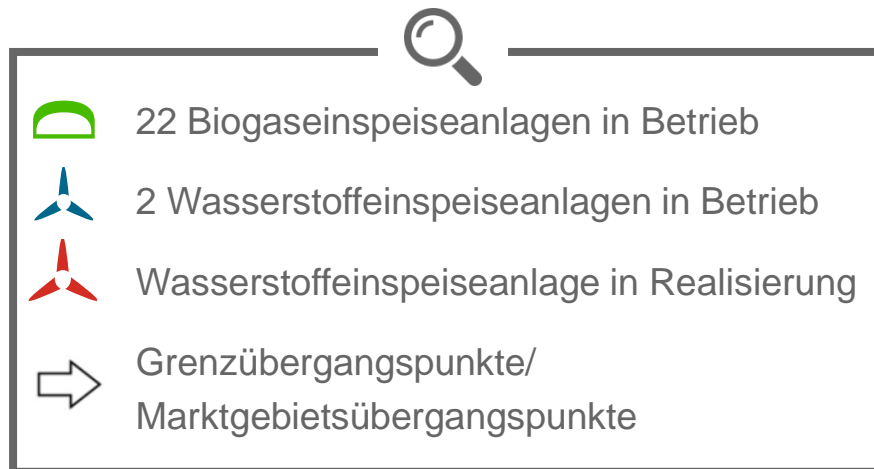 22 Biogaseinspeiseanlagen in Betrieb
2 Wasserstoffeinspeiseanlagen in Betrieb
Wasserstoffeinspeiseanlage in Realisierung
Grenzübergangspunkte/
Marktgebietsübergangspunkte